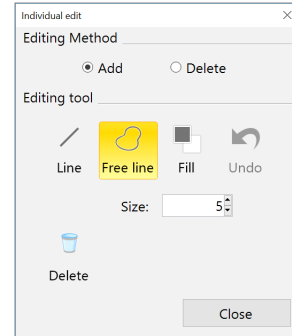 Individual edit
Editing Method
Add Delete
Editing tool
Line Free line Fill Undo
Size: 5
Delete
Close